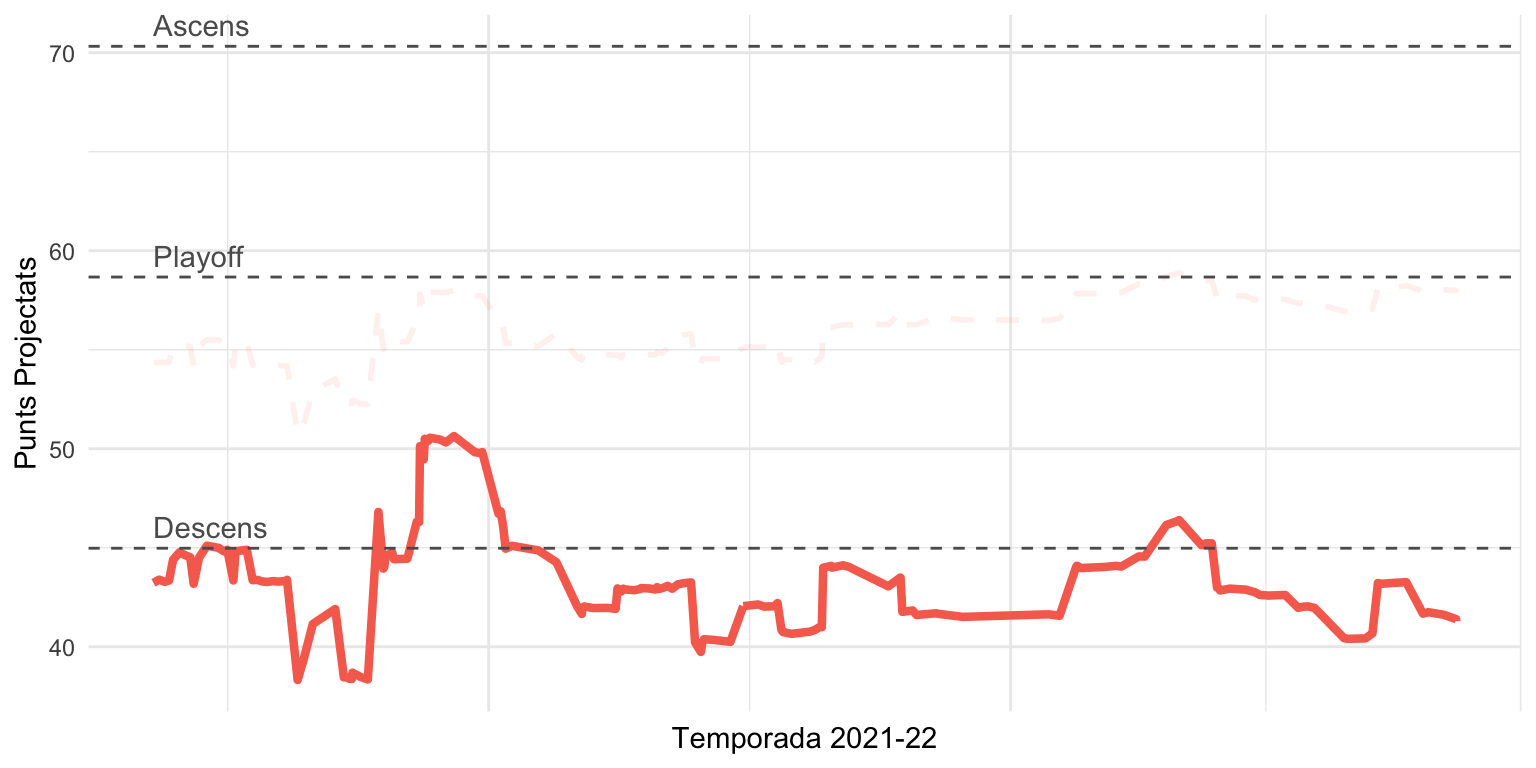 Ascens
70
Playoff
60
Punts Projectats
50
Descens
40
Temporada 2021-22